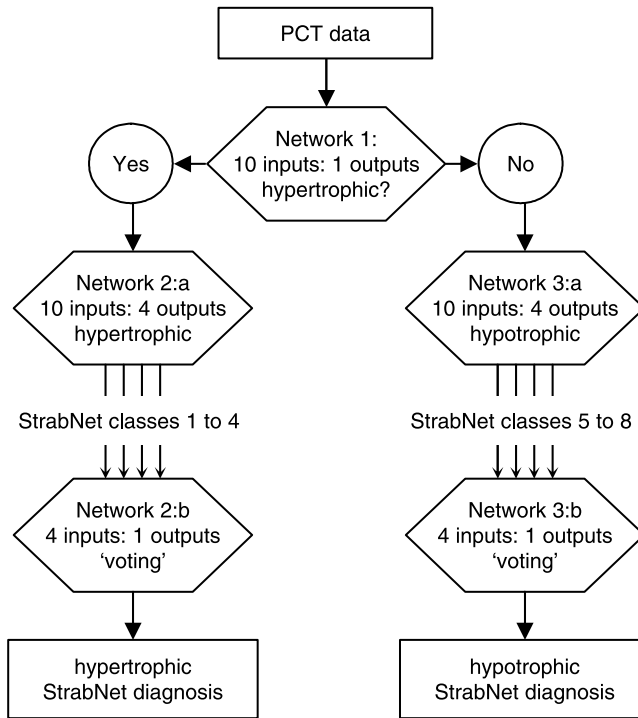 PCT data
Network 1:
10 inputs: 1 outputs
hypertrophic?
Yes
No
Network 2:a
10 inputs: 4 outputs
hypertrophic
Network 3:a
10 inputs: 4 outputs
hypotrophic
StrabNet classes 1 to 4
StrabNet classes 5 to 8
Network 2:b
4 inputs: 1 outputs
‘voting’
Network 3:b
4 inputs: 1 outputs
‘voting’
hypertrophic
StrabNet diagnosis
hypotrophic
StrabNet diagnosis